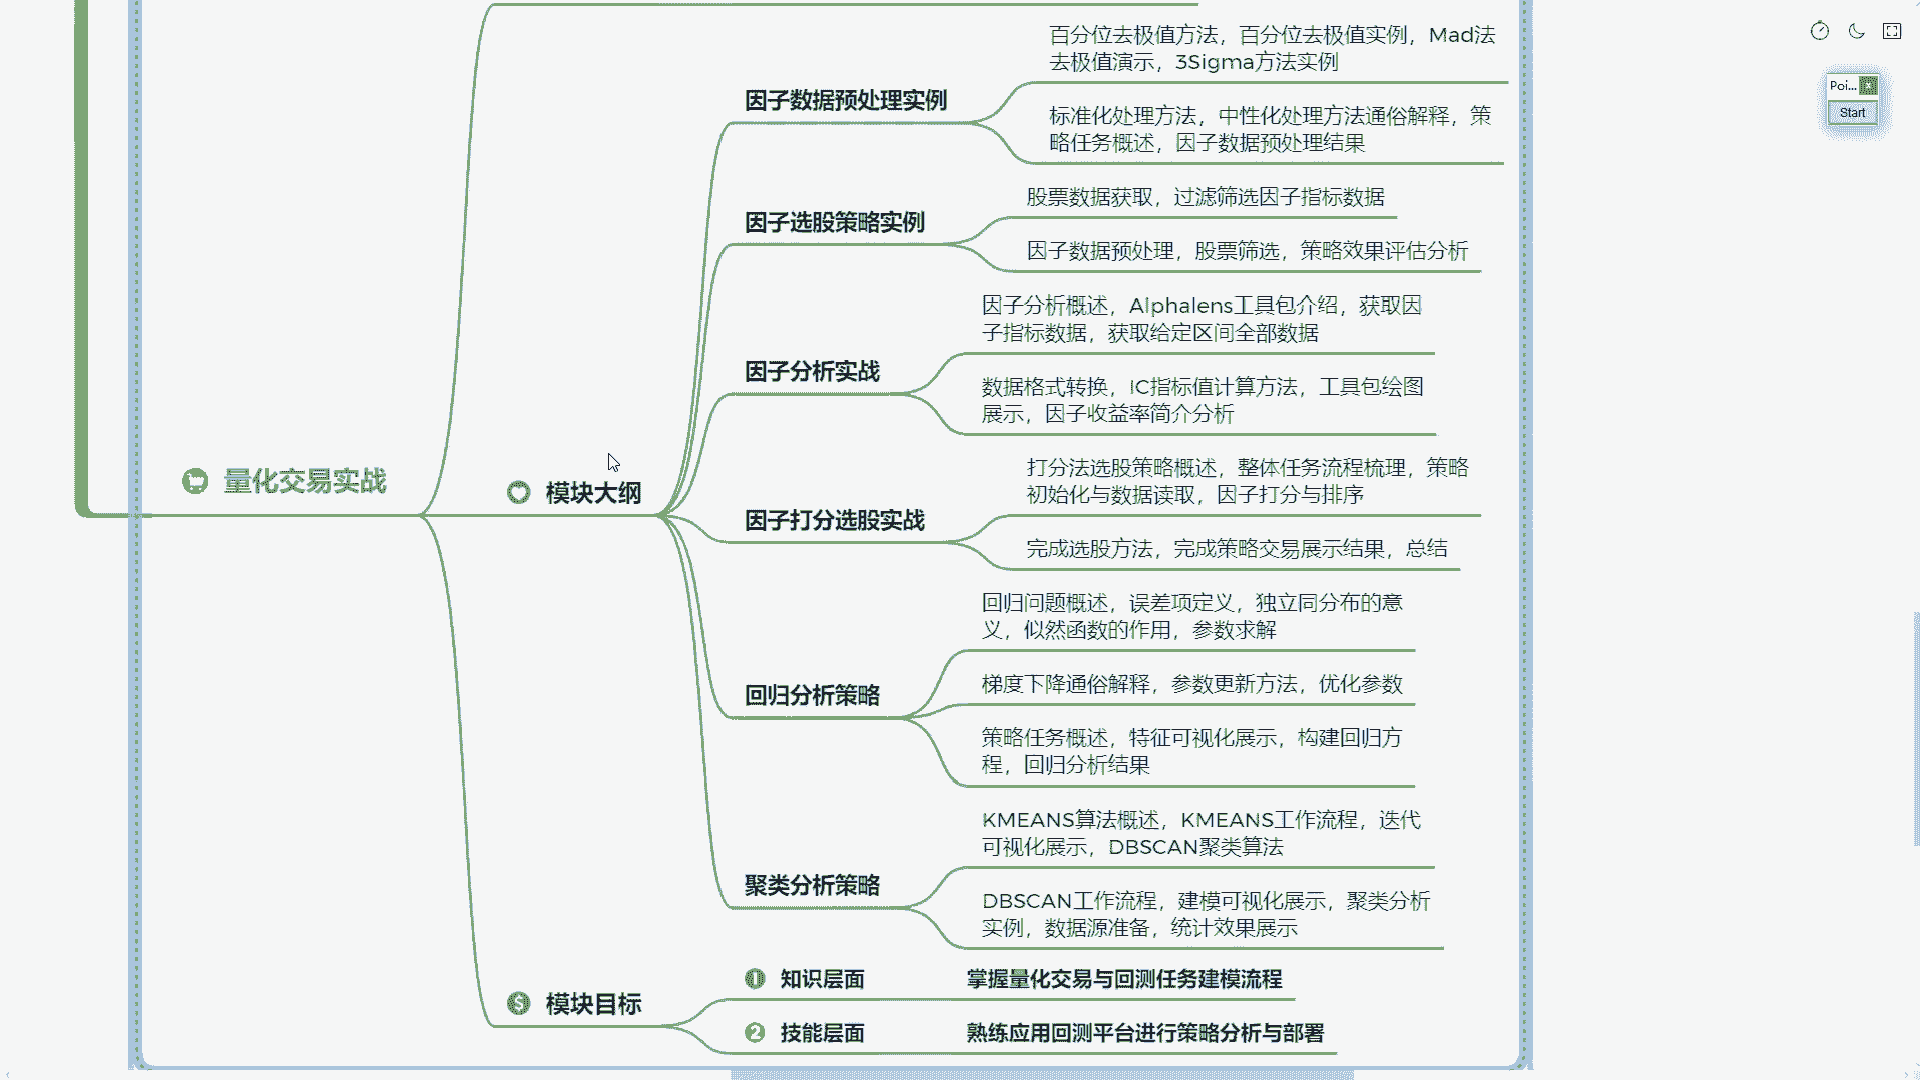 百分位去极值方法，百分位去极值实例，Mad法
去极值演示，3Sigma方法实例
因子数据预处理实例
标准化处理方法，中性化处理方法通俗解释，策
略任务概述，因子数据预处理结果
股票数据获取，过滤筛选因子指标数据
因子选股策略实例
因子数据预处理，股票筛选，策略效果评估分析
因子分析概述，Alphalens工具包介绍，获取因
子指标数据，获取给定区间全部数据
因子分析实战
数据格式转换，IC指标值计算方法，工具包绘图
展示，因子收益率简介分析
量化交易实战
模块大纲
打分法选股策略概述，整体任务流程梳理，策略
初始化与数据读取，因子打分与排序
因子打分选股实战
完成选股方法，完成策略交易展示结果，总结
回归问题概述，误差项定义，独立同分布的意
义，似然函数的作用，参数求解
回归分析策略
梯度下降通俗解释，参数更新方法，优化参数
策略任务概述，特征可视化展示，构建回归方
程，回归分析结果
KMEANS算法概述，KMEANS工作流程，迭代
可视化展示，DBSCAN聚类算法
聚类分析策略
DBSCAN工作流程，建模可视化展示，聚类分析
实例，数据源准备，统计效果展示
模块目标
1 知识层面 掌握量化交易与回测任务建模流程
2 技能层面 熟练应用回测平台进行策略分析与部署
Poi...
Start